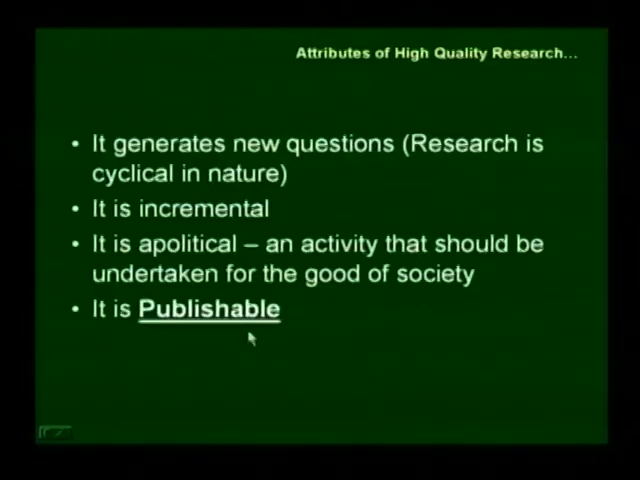 Attributes of High Quality Research...
• It generates new questions (Research is
cyclical in nature)
• It is incremental
• It is apolitical – an activity that should be
undertaken for the good of society
• It is Publishable